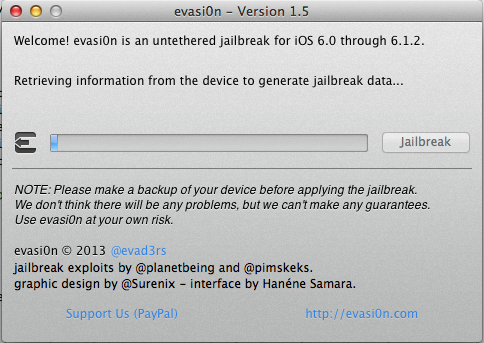 evasi0n - Version 1.5
Welcome! evasi0n is an untethered jailbreak for iOS 6.0 through 6.1.2.
Retrieving information from the device to generate jailbreak data...
Jailbreak
NOTE: Please make a backup of your device before applying the jailbreak.
We don't think there will be any problems, but we can't make any guarantees.
Use evasi0n at your own risk.
evasi0n © 2013 @evad3rs
jailbreak exploits by @planetbeing and @pimskeks.
graphic design by @Surenix - interface by Hanéne Samara.
Support Us (PayPal) http://evasi0n.com